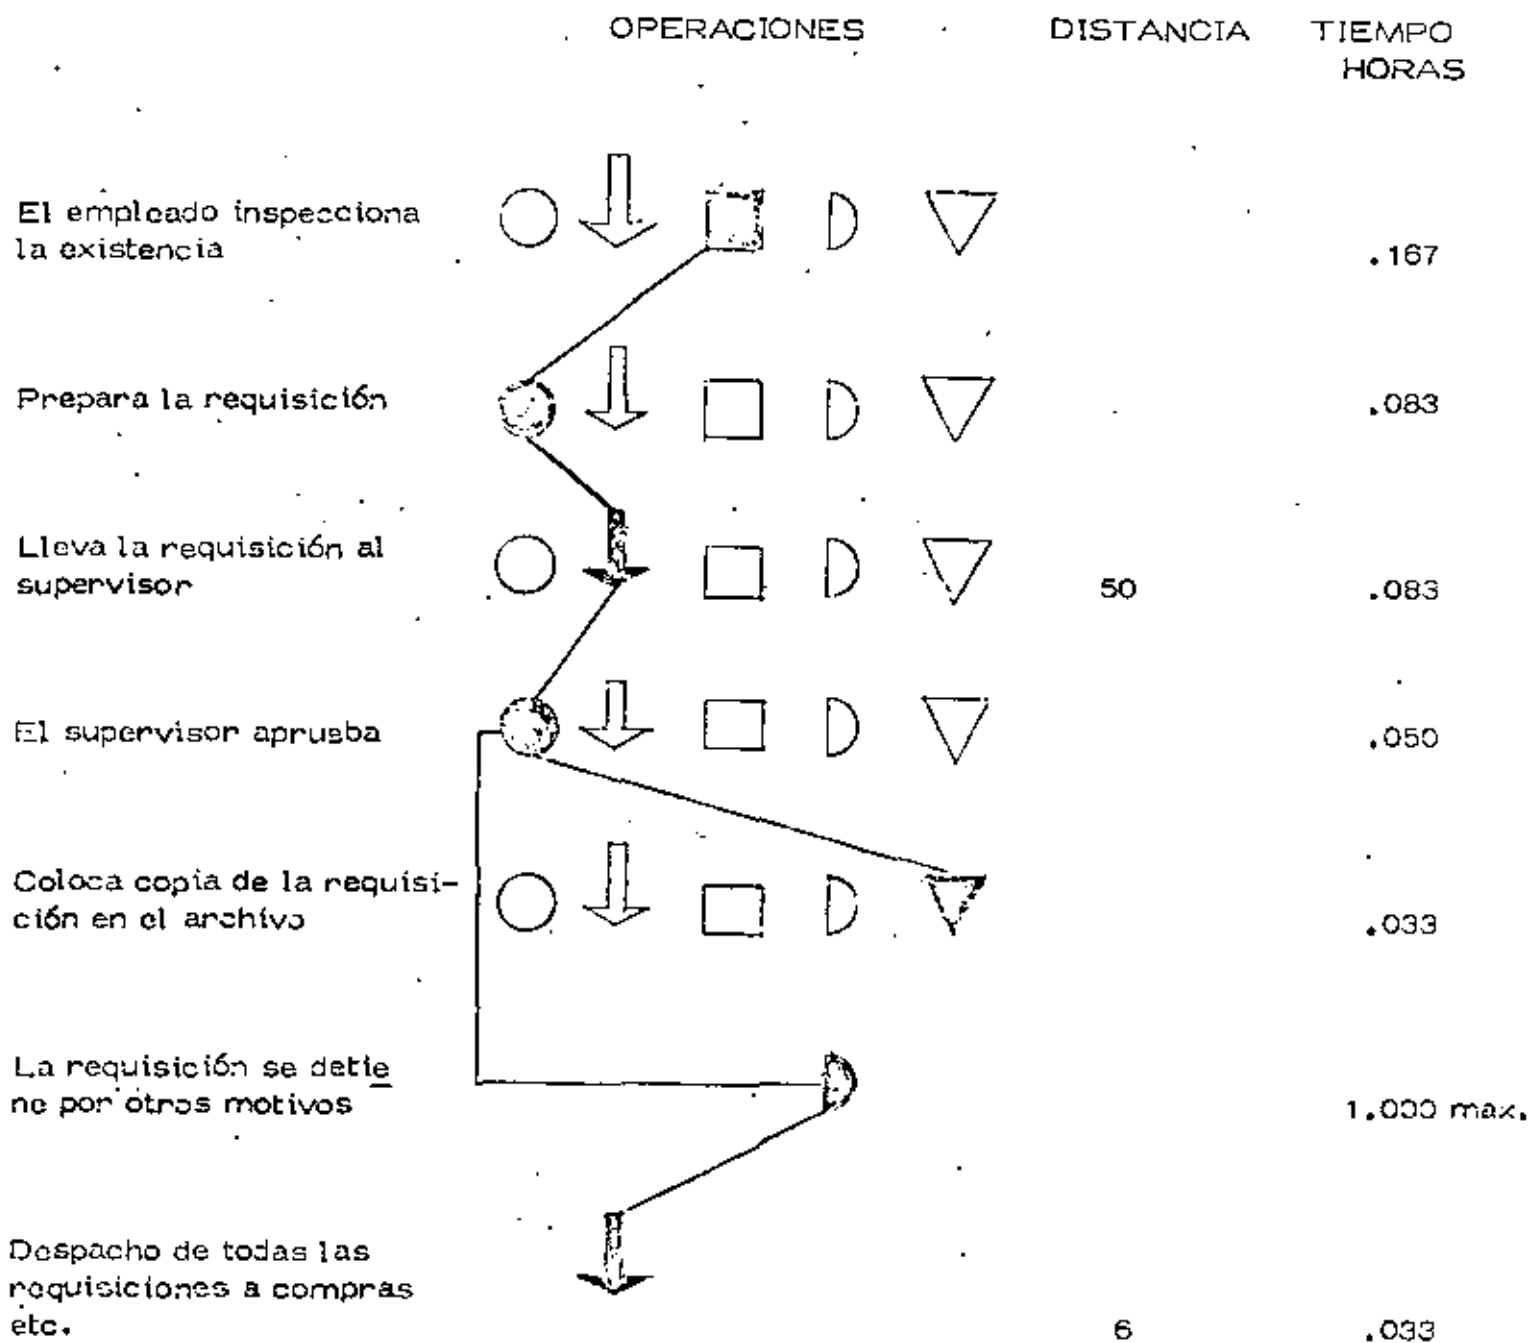 OPERACIONES DISTANCIA TIEMPO
HORAS
El empleado inspecciona
la existencia
.167
Prepara la requisición .083
Lleva la requisición al
supervisor 50 .083
El supervisor aprueba .050
Coloca copia de la requisi-
ción en el archivo .033
La requisición se detie
ne por otros motivos 1.000 max.
Despacho de todas las
requisiciones a compras
etc. 6 .033